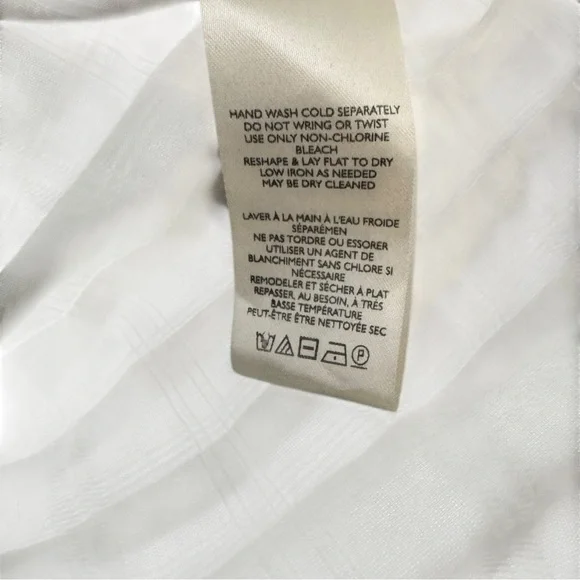 HAND WASH COLD SEPARATELY
DO NOT WRING OR TWIST
USE ONLY NON-CHLORINE
BLEACH
RESHAPE & LAY FLAT TO DRY
LOW IRON AS NEEDED
MAY BE DRY CLEANED
LAVER À LA MAIN À L'EAU FROIDE
SÉPARÉMEN
NE PAS TORDRE OU ESSORER
UTILISER UN AGENT DE
BLANCHIMENT SANS CHLORE SI
NÉCESSAIRE
REMODELER ET SÉCHER À PLAT
REPASSER, AU BESOIN, À TRÈS
BASSE TEMPÉRATURE
PEUT-ÊTRE ÊTRE NETTOYÉE SEC
P